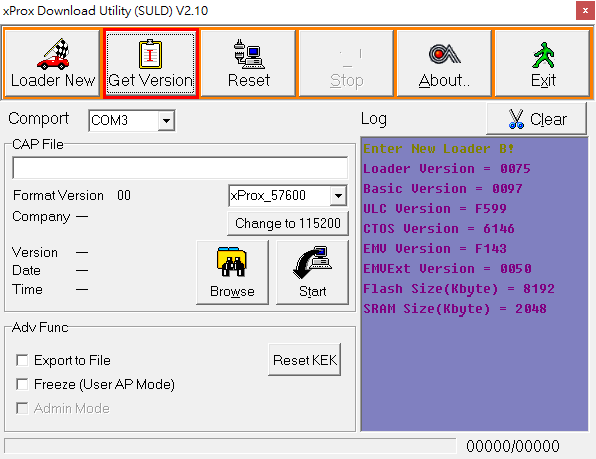 xProx Download Utility (SULD) V2.10
Loader New
Get Version
Reset
Stop
About..
Exit
Comport
COM3
Log
Clear
CAP File
Format Version 00
xProx_57600
Company —
Change to 115200
Version —
Date —
Time —
Browse
Start
Adv Func
Export to File
Reset KEK
Freeze (User AP Mode)
Admin Mode
Enter New Loader B!
Loader Version = 0075
Basic Version = 0097
ULC Version = F599
CTOS Version = 6146
EMV Version = F143
EMVExt Version = 0050
Flash Size(Kbyte) = 8192
SRAM Size(Kbyte) = 2048
00000/00000